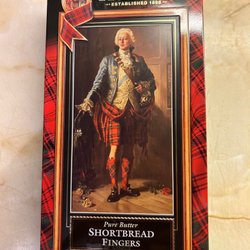 ESTABLISHED 1898
Pure Butter
SHORTBREAD
FINGERS